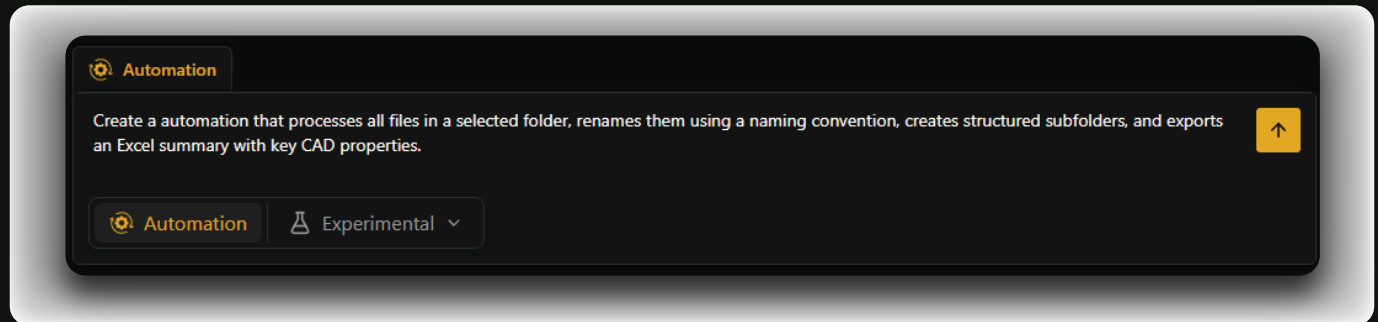 Automation
Create a automation that processes all files in a selected folder, renames them using a naming convention, creates structured subfolders, and exports
an Excel summary with key CAD properties.
Automation
Experimental